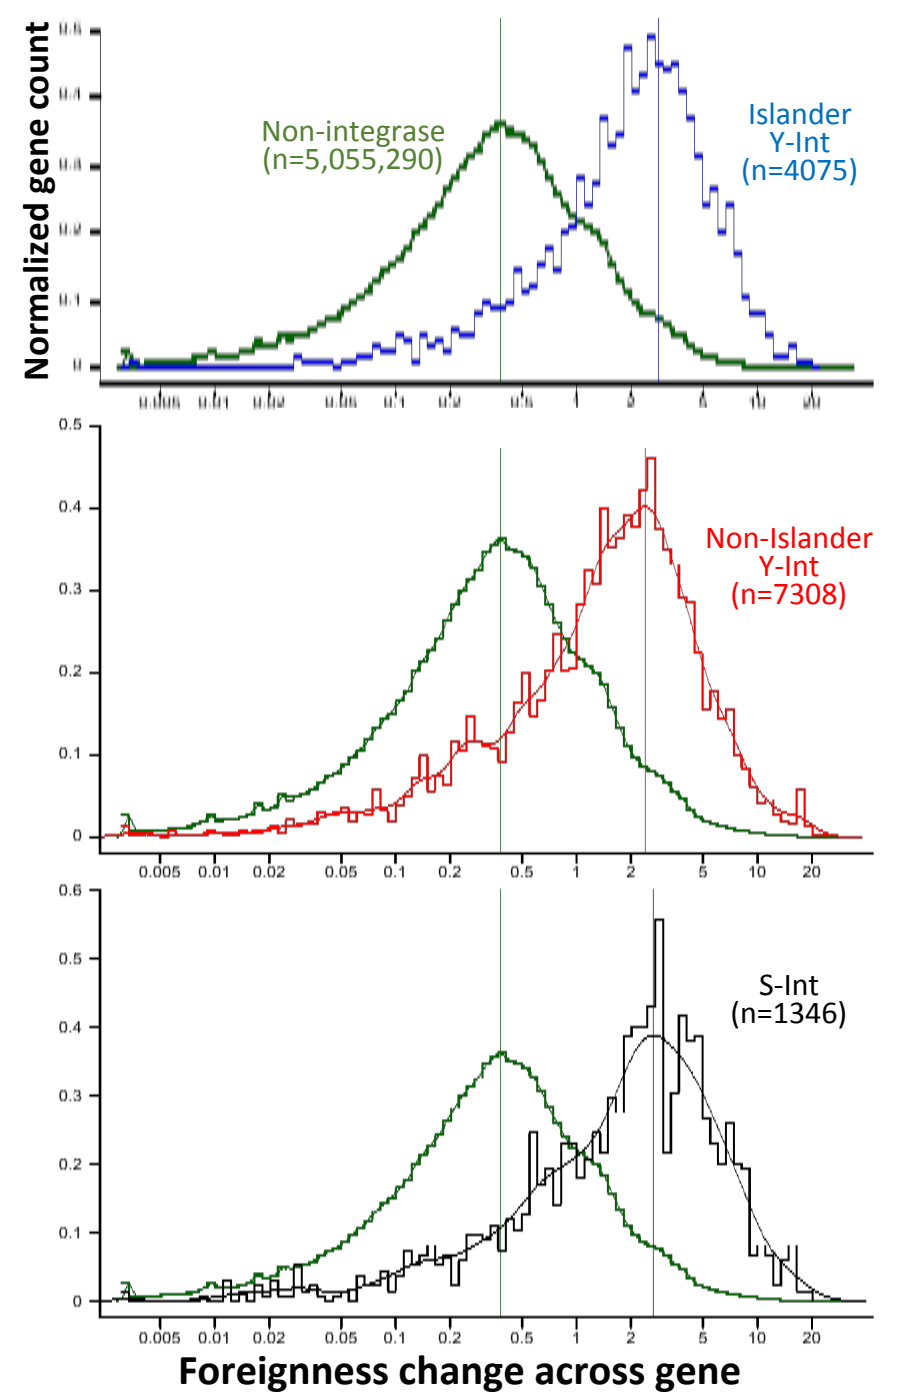 Normalized gene count
Non-integrase
(n=5,055,290)
Islander
Y-Int
(n=4075)
0.5
0.4
0.3
0.2
0.1
0
Non-Islander
Y-Int
(n=7308)
0.005 0.01 0.02 0.05 0.1 0.2 0.5 1 2 5 10 20
0.6
0.5
0.4
0.3
0.2
0.1
0
S-Int
(n=1346)
0.005 0.01 0.02 0.05 0.1 0.2 0.5 1 2 5 10 20
Foreignness change across gene